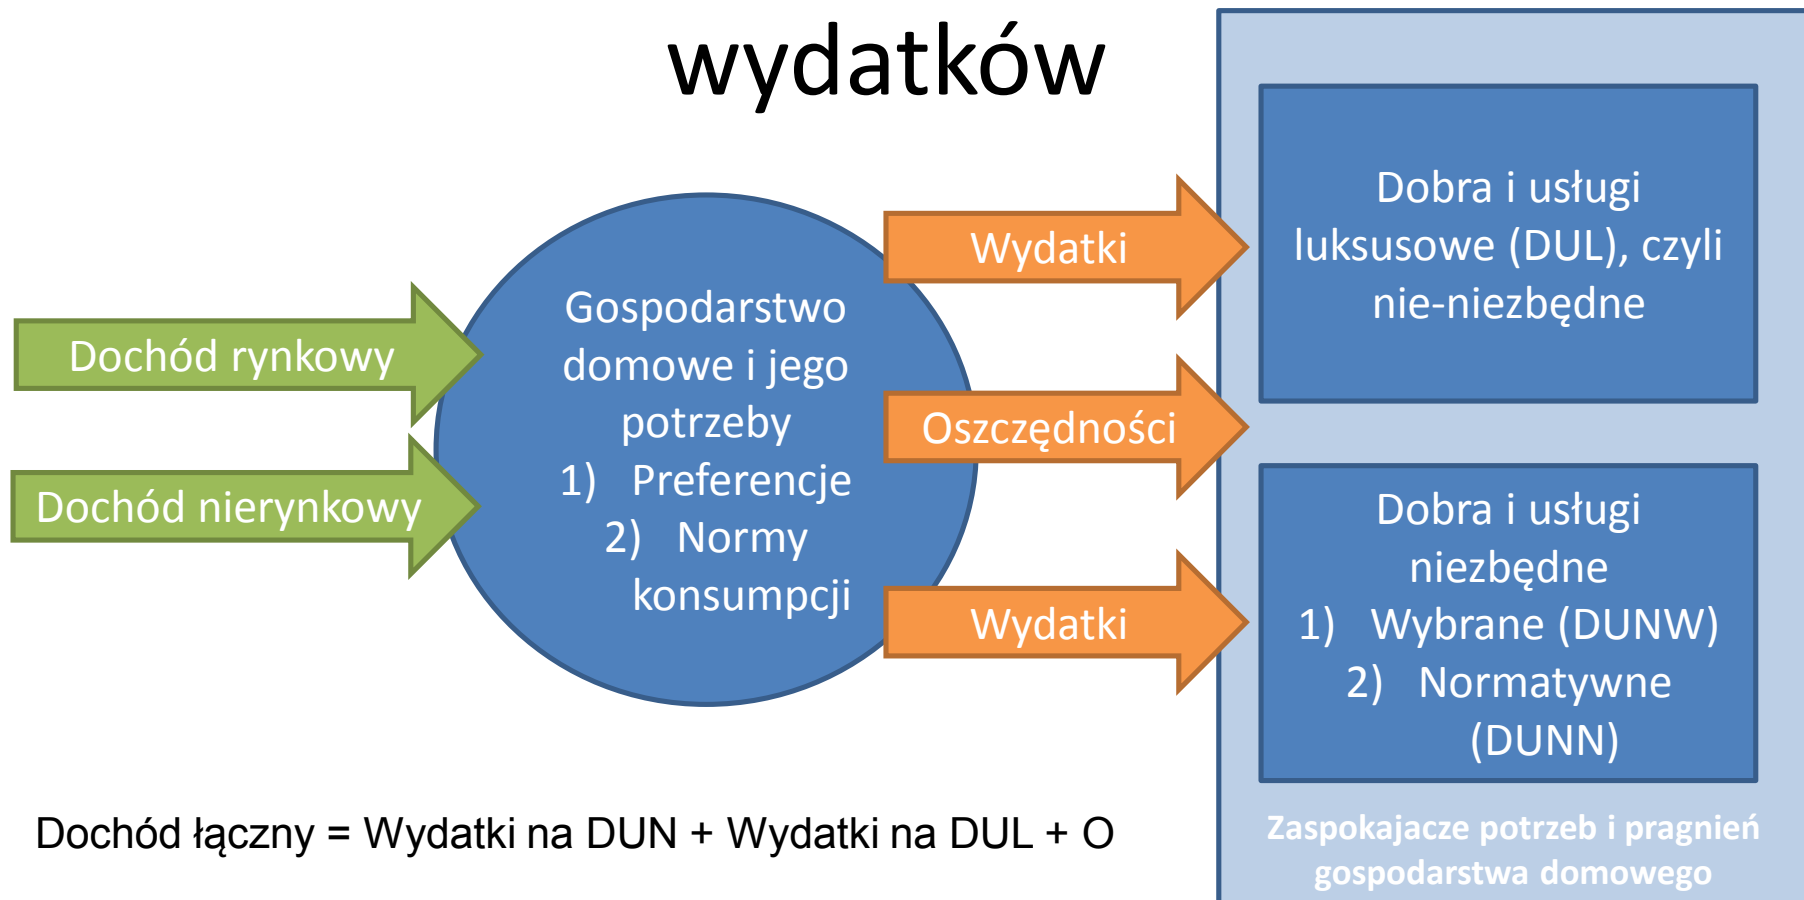 wydatków
Dochód rynkowy
Dochód nierynkowy
Gospodarstwo
domowe i jego
potrzeby
1) Preferencje
2) Normy
konsumpcji
Wydatki
Oszczędności
Wydatki
Dobra i usługi
luksusowe (DUL), czyli
nie-niezbędne
Dobra i usługi
niezbędne
1) Wybrane (DUNW)
2) Normatywne
(DUNN)
Zaspokajacze potrzeb i pragnień
gospodarstwa domowego
Dochód łączny = Wydatki na DUN + Wydatki na DUL + O